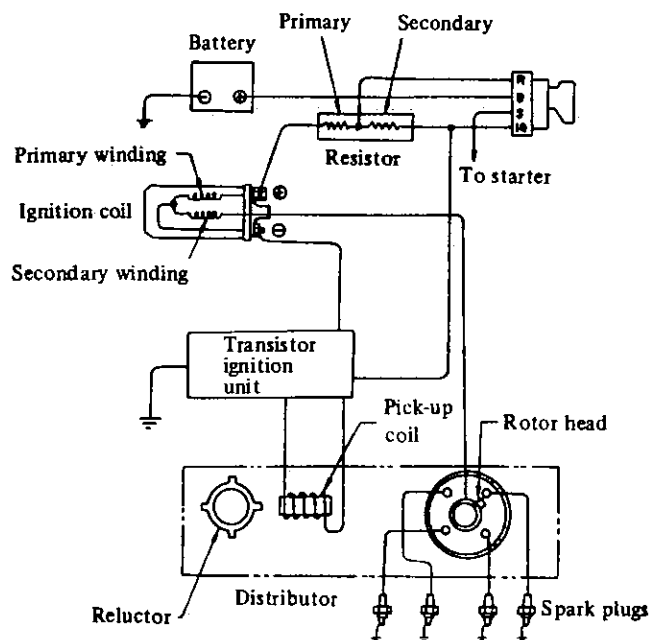 Primary
Secondary
Battery
R
B
S
IG
Resistor
To starter
Primary winding
Ignition coil
Secondary winding
Transistor
ignition
unit
Pick-up
coil
Rotor head
Reluctor
Distributor
Spark plugs